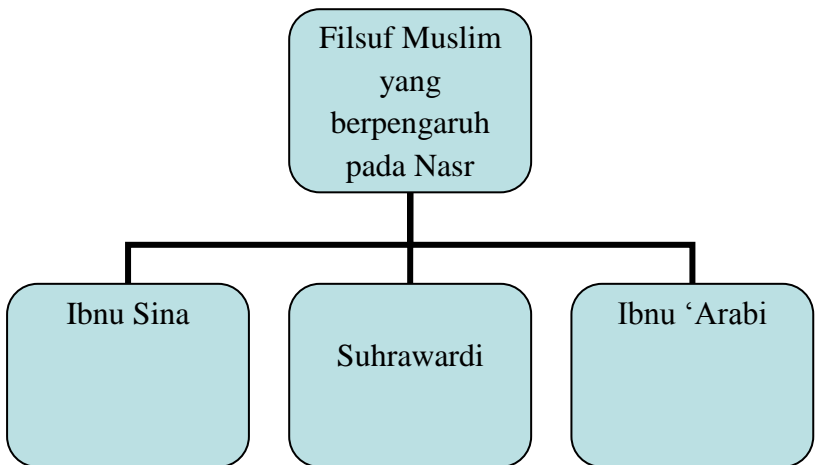 Filsuf Muslim
yang
berpengaruh
pada Nasr
Ibnu Sina
Suhrawardi
Ibnu ‘Arabi